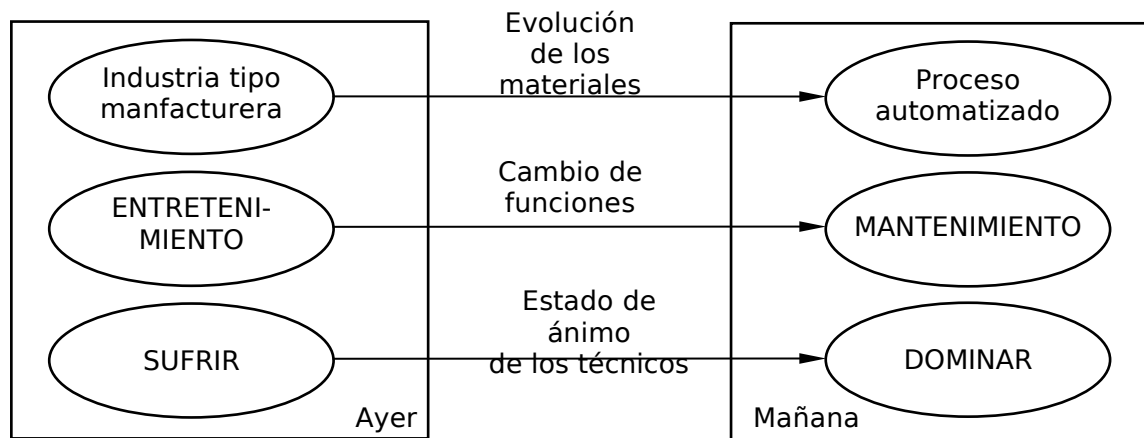 Evolución
de los
materiales
Industria tipo
manfacturera
Proceso
automatizado
Cambio de
funciones
ENTRETENI-
MIENTO
MANTENIMIENTO
Estado de
ánimo
de los técnicos
SUFRIR
DOMINAR
Ayer
Mañana